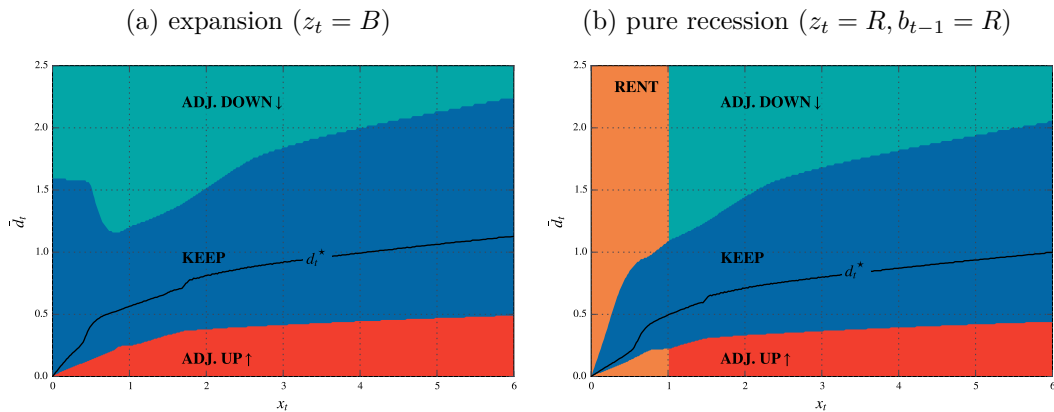 (a) expansion (z_t = B)
(b) pure recession (z_t = R, b_{t−1} = R)
2.5
2.0
1.5
1.0
0.5
0.0
d̄_t
ADJ. DOWN↓
KEEP
d_t^⋆
ADJ. UP↑
0 1 2 3 4 5 6
x_t
2.5
2.0
1.5
1.0
0.5
0.0
d̄_t
RENT
ADJ. DOWN↓
KEEP
d_t^⋆
ADJ. UP↑
0 1 2 3 4 5 6
x_t